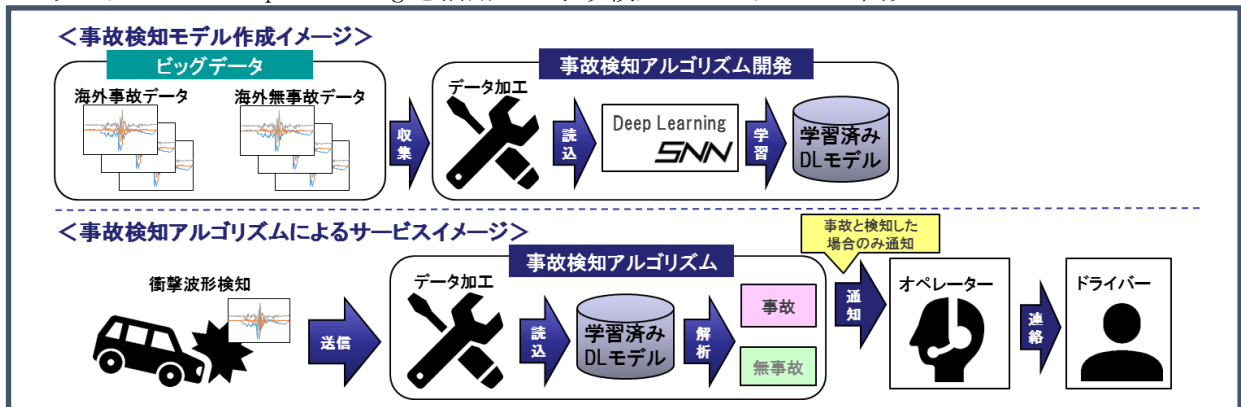 ＜事故検知モデル作成イメージ＞
ビッグデータ
海外事故データ
海外無事故データ
収集
事故検知アルゴリズム開発
データ加工
読込
Deep Learning
SNN
学習
学習済み
DLモデル
＜事故検知アルゴリズムによるサービスイメージ＞
衝撃波形検知
送信
事故検知アルゴリズム
データ加工
読込
学習済み
DLモデル
解析
事故
無事故
事故と検知した
場合のみ通知
通知
オペレーター
連絡
ドライバー